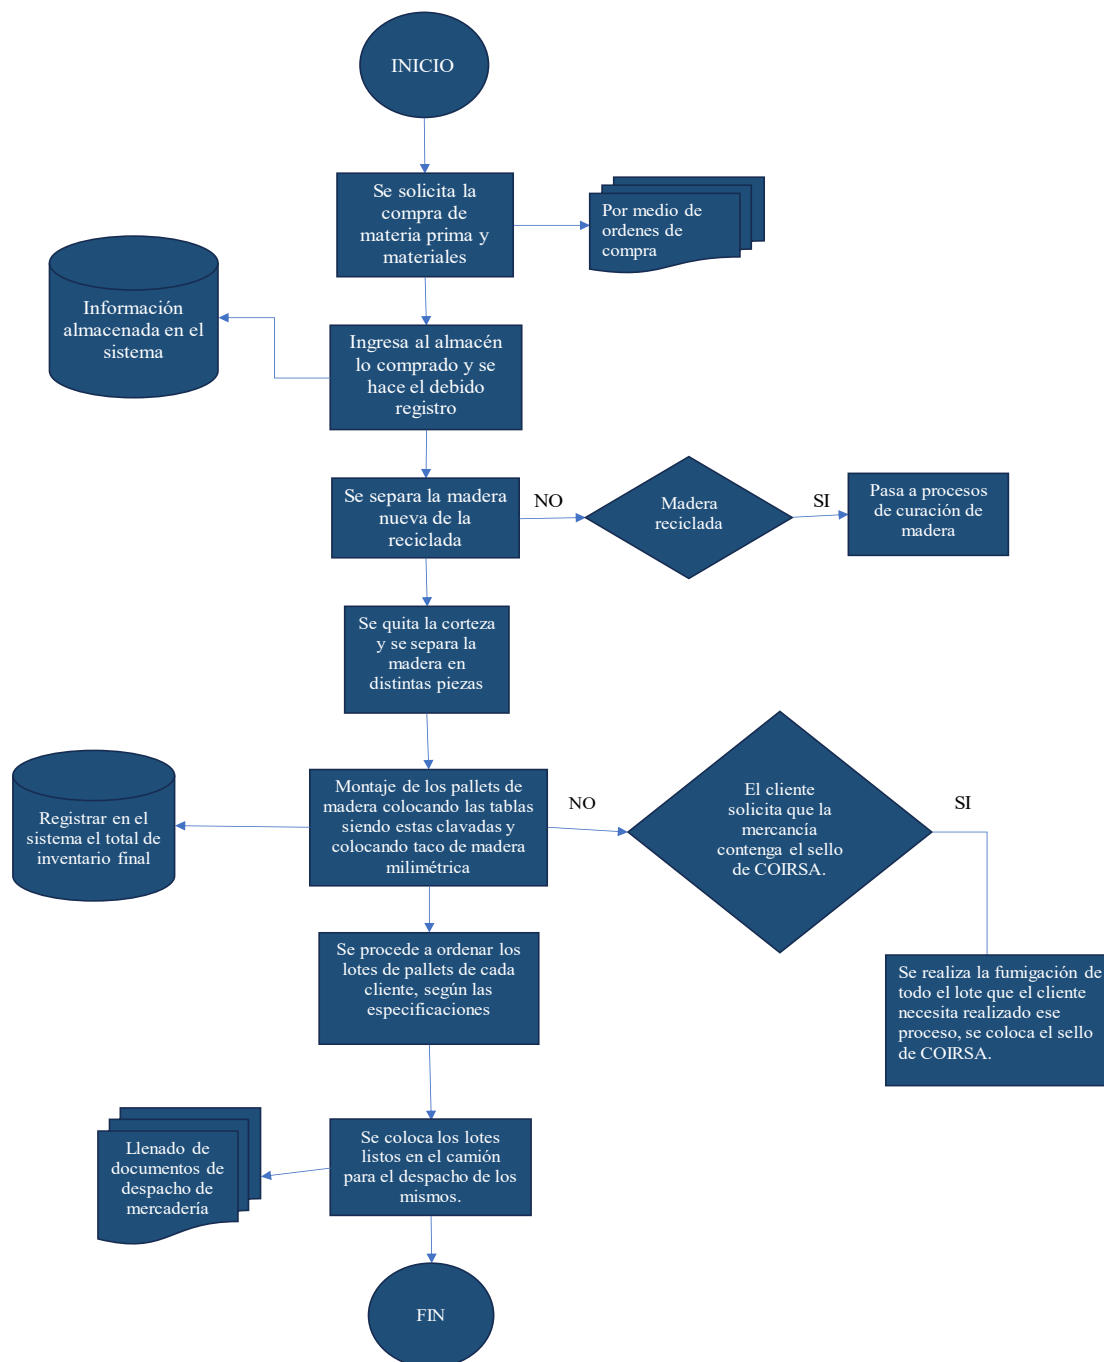 INICIO
Se solicita la
compra de
materia prima y
materiales
Por medio de
ordenes de
compra
Información
almacenada en el
sistema
Ingresa al almacén
lo comprado y se
hace el debido
registro
Se separa la madera
nueva de la
reciclada
NO
Madera
reciclada
SI
Pasa a procesos
de curación de
madera
Se quita la corteza
y se separa la
madera en
distintas piezas
Registrar en el
sistema el total de
inventario final
Montaje de los pallets de
madera colocando las tablas
siendo estas clavadas y
colocando taco de madera
milimétrica
NO
El cliente
solicita que la
mercancía
contenga el sello
de COIRSA.
SI
Se realiza la fumigación de
todo el lote que el cliente
necesita realizado ese
proceso, se coloca el sello
de COIRSA.
Se procede a ordenar los
lotes de pallets de cada
cliente, según las
especificaciones
Llenado de
documentos de
despacho de
mercadería
Se coloca los lotes
listos en el camión
para el despacho de los
mismos.
FIN